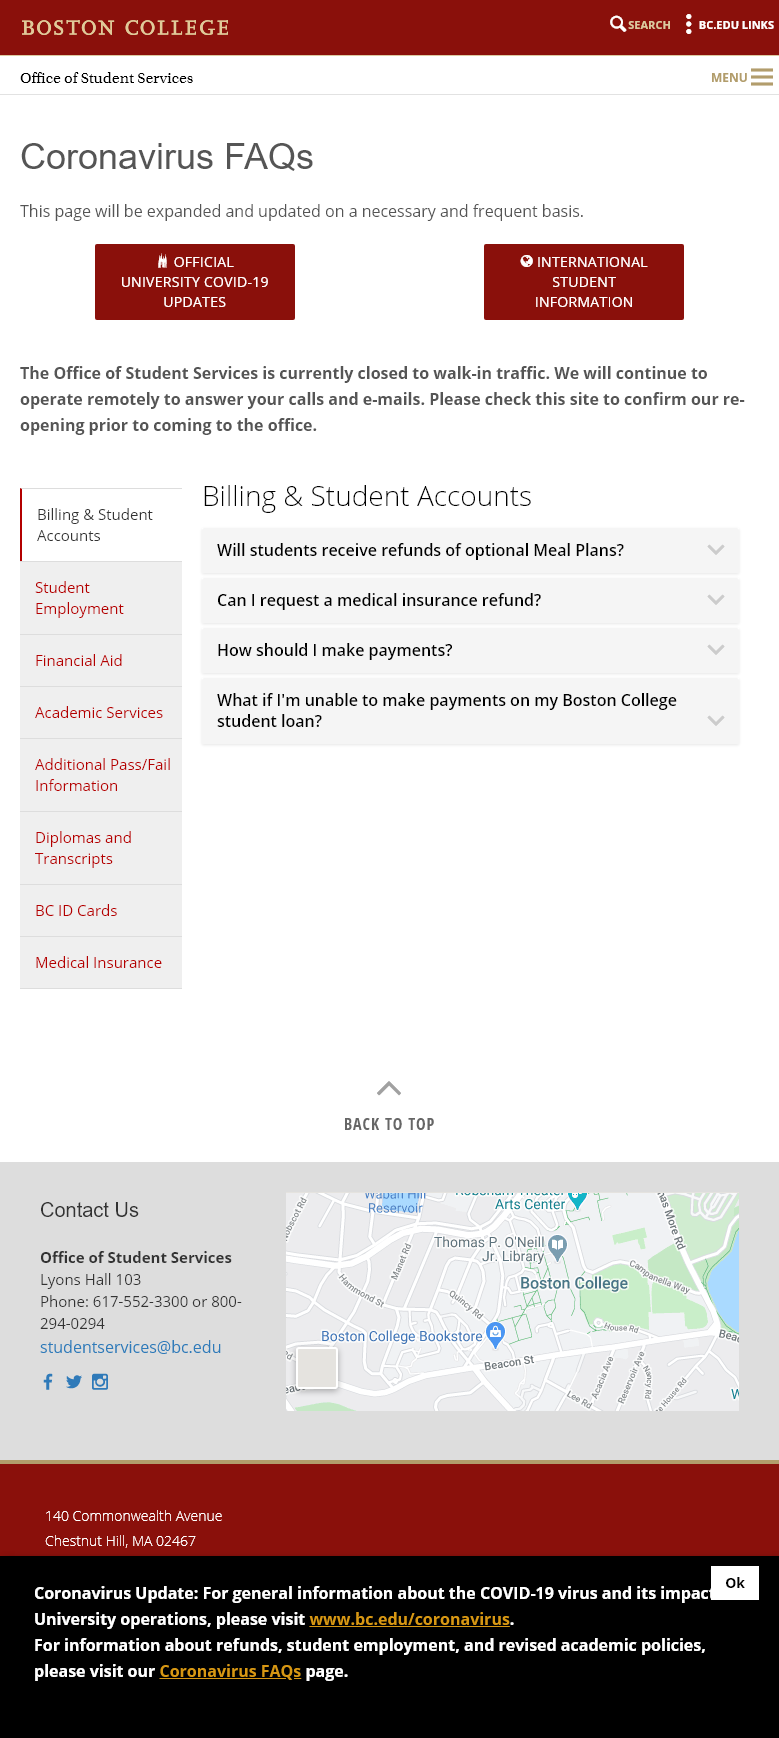 BOSTON COLLEGE
SEARCH
BC.EDU LINKS
Office of Student Services
MENU
Coronavirus FAQs
This page will be expanded and updated on a necessary and frequent basis.
OFFICIAL
UNIVERSITY COVID-19
UPDATES
INTERNATIONAL
STUDENT
INFORMATION
The Office of Student Services is currently closed to walk-in traffic. We will continue to
operate remotely to answer your calls and e-mails. Please check this site to confirm our re-
opening prior to coming to the office.
Billing & Student
Accounts
Student
Employment
Financial Aid
Academic Services
Additional Pass/Fail
Information
Diplomas and
Transcripts
BC ID Cards
Medical Insurance
Billing & Student Accounts
Will students receive refunds of optional Meal Plans?
Can I request a medical insurance refund?
How should I make payments?
What if I'm unable to make payments on my Boston College
student loan?
BACK TO TOP
Contact Us
Office of Student Services
Lyons Hall 103
Phone: 617-552-3300 or 800-
294-0294
studentservices@bc.edu
Waban Hill
Reservoir
Robsham Theater
Arts Center
Thomas P. O'Neill
Jr. Library
Boston College
Campanella Way
Hammond St
Manet Rd
Quincy Rd
House Rd
Boston College Bookstore
Beacon St
Beacon
Acacia Ave
Reservoir Ave
Nancy Rd
Lee Rd
House Rd
140 Commonwealth Avenue
Chestnut Hill, MA 02467
Ok
Coronavirus Update: For general information about the COVID-19 virus and its impact
University operations, please visit www.bc.edu/coronavirus.
For information about refunds, student employment, and revised academic policies,
please visit our Coronavirus FAQs page.